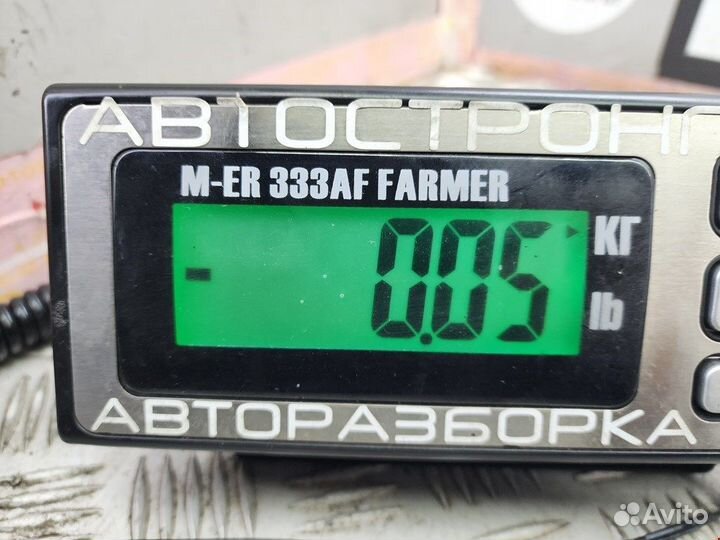 АВТОСТРОНГ
M-ER 333AF FARMER
- 0.05 КГ
lb
АВТОРАЗБОРКА
Avito